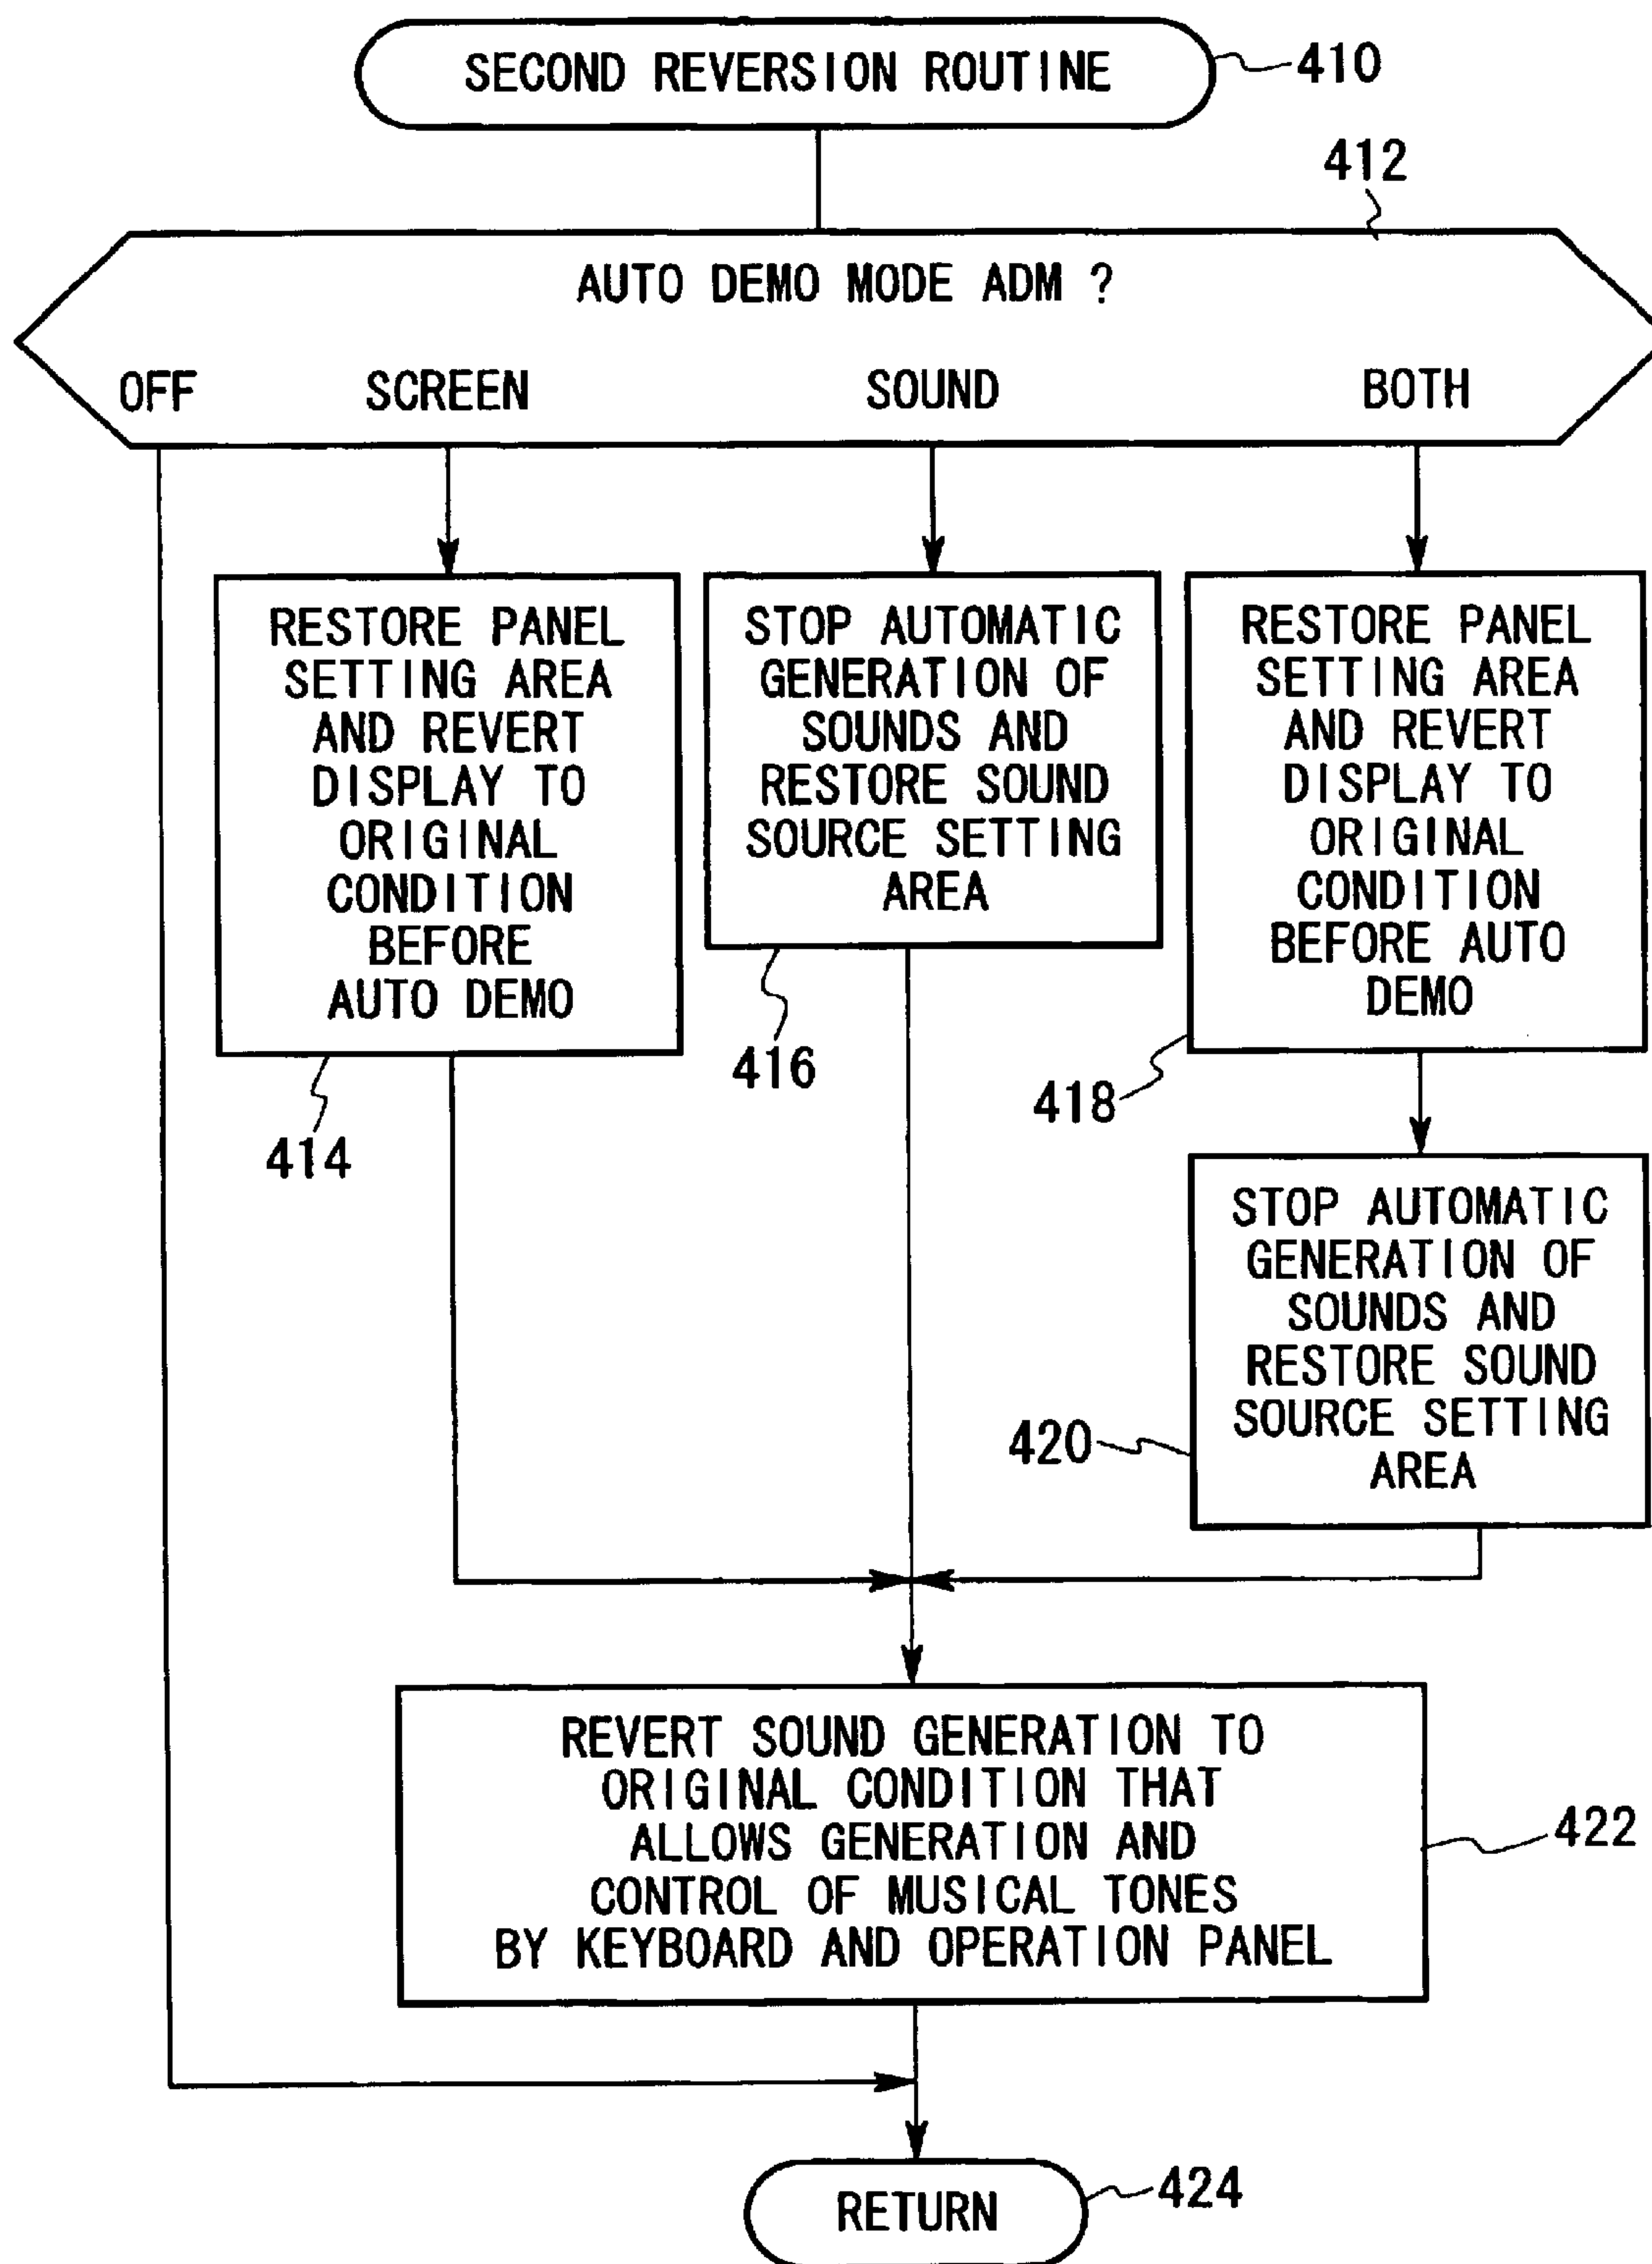 SECOND REVERSION ROUTINE
410
412
AUTO DEMO MODE ADM ?
OFF
SCREEN
SOUND
BOTH
RESTORE PANEL
SETTING AREA
AND REVERT
DISPLAY TO
ORIGINAL
CONDITION
BEFORE
AUTO DEMO
414
STOP AUTOMATIC
GENERATION OF
SOUNDS AND
RESTORE SOUND
SOURCE SETTING
AREA
416
RESTORE PANEL
SETTING AREA
AND REVERT
DISPLAY TO
ORIGINAL
CONDITION
BEFORE AUTO
DEMO
418
STOP AUTOMATIC
GENERATION OF
SOUNDS AND
RESTORE SOUND
SOURCE SETTING
AREA
420
REVERT SOUND GENERATION TO
ORIGINAL CONDITION THAT
ALLOWS GENERATION AND
CONTROL OF MUSICAL TONES
BY KEYBOARD AND OPERATION PANEL
422
RETURN
424